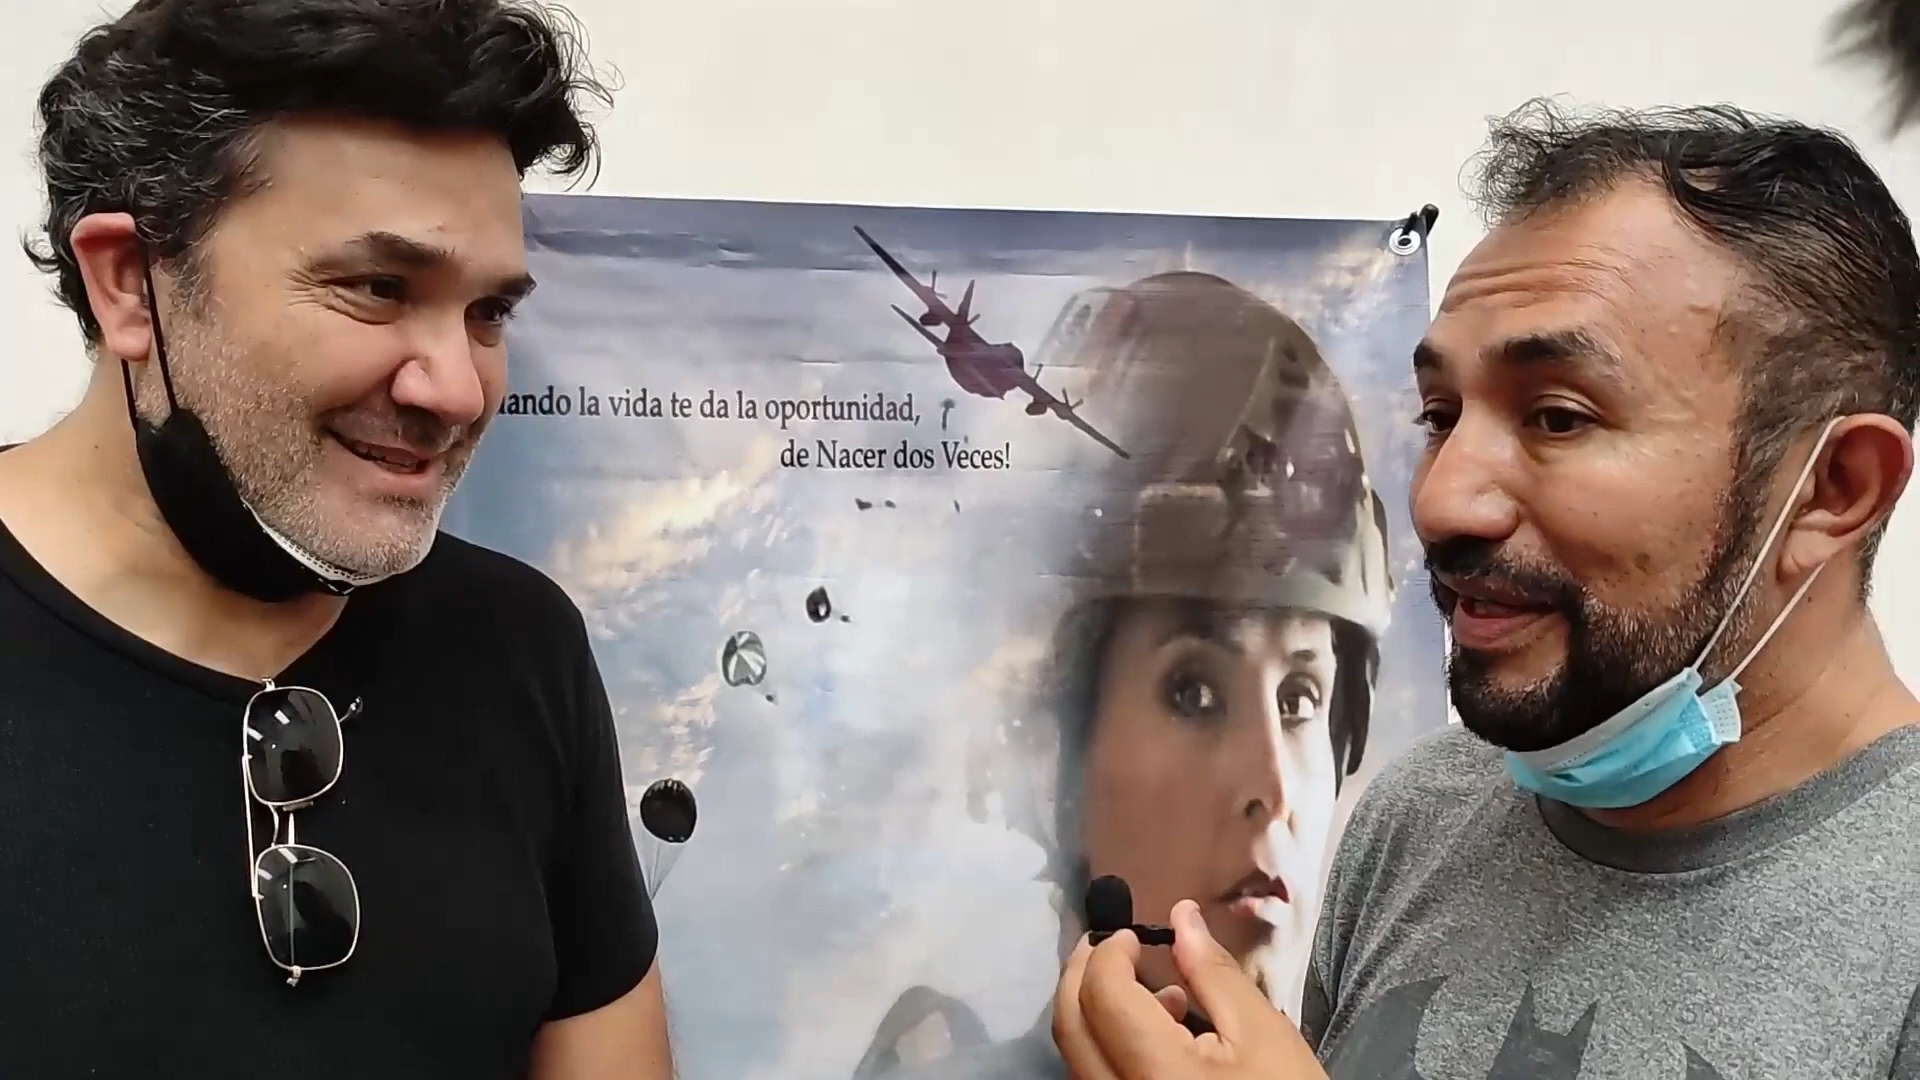 ando la vida te da la oportunidad,
de Nacer dos Veces!